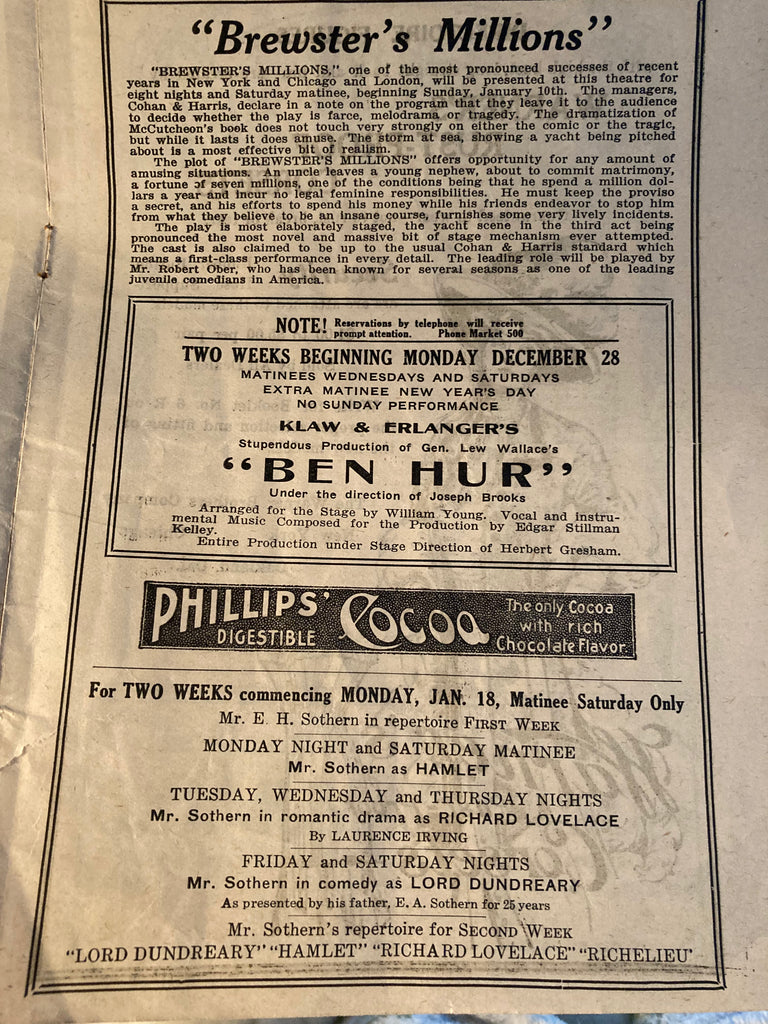 "Brewster's Millions"
"BREWSTER'S MILLIONS," one of the most pronounced successes of recent
years in New York and Chicago and London, will be presented at this theatre for
eight nights and Saturday matinee, beginning Sunday, January 10th. The managers,
Cohan & Harris, declare in a note on the program that they leave it to the audience
to decide whether the play is farce, melodrama or tragedy. The dramatization of
McCutcheon's book does not touch very strongly on either the comic or the tragic,
but while it lasts it does amuse. The storm at sea, showing a yacht being pitched
about is a most effective bit of realism.
The plot of "BREWSTER'S MILLIONS" offers opportunity for any amount of
amusing situations. An uncle leaves a young nephew, about to commit matrimony,
a fortune of seven millions, one of the conditions being that he spend a million dol-
lars a year and incur no legal feminine responsibilities. He must keep the proviso
a secret, and his efforts to spend his money while his friends endeavor to stop him
from what they believe to be an insane course, furnishes some very lively incidents.
The play is most elaborately staged, the yacht scene in the third act being
pronounced the most novel and massive bit of stage mechanism ever attempted.
The cast is also claimed to be up to the usual Cohan & Harris standard which
means a first-class performance in every detail. The leading role will be played by
Mr. Robert Ober, who has been known for several seasons as one of the leading
juvenile comedians in America.
NOTE! Reservations by telephone will receive
prompt attention. Phone Market 500
TWO WEEKS BEGINNING MONDAY DECEMBER 28
MATINEES WEDNESDAYS AND SATURDAYS
EXTRA MATINEE NEW YEAR'S DAY
NO SUNDAY PERFORMANCE
KLAW & ERLANGER'S
Stupendous Production of Gen. Lew Wallace's
"BEN HUR"
Under the direction of Joseph Brooks
Arranged for the Stage by William Young. Vocal and Instru-
mental Music Composed for the Production by Edgar Stillman
Kelley.
Entire Production under Stage Direction of Herbert Gresham.
PHILLIPS' DIGESTIBLE Cocoa
The only Cocoa
with rich
Chocolate Flavor
For TWO WEEKS commencing MONDAY, JAN. 18, Matinee Saturday Only
Mr. E. H. Sothern in repertoire FIRST WEEK
MONDAY NIGHT and SATURDAY MATINEE
Mr. Sothern as HAMLET
TUESDAY, WEDNESDAY and THURSDAY NIGHTS
Mr. Sothern in romantic drama as RICHARD LOVELACE
By LAURENCE IRVING
FRIDAY and SATURDAY NIGHTS
Mr. Sothern in comedy as LORD DUNDREARY
As presented by his father, E. A. Sothern for 25 years
Mr. Sothern's repertoire for SECOND WEEK
"LORD DUNDREARY" "HAMLET" "RICHARD LOVELACE" "RICHELIEU'